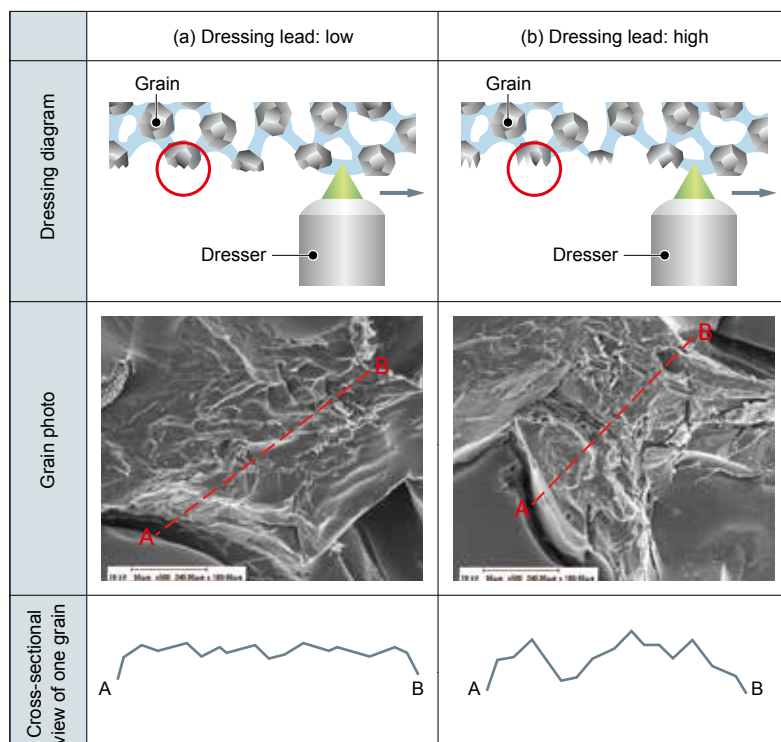 (a) Dressing lead: low
(b) Dressing lead: high
Dressing diagram
Grain
Dresser
Grain
Dresser
Grain photo
A
B
A
B
Cross-sectional
view of one grain
A
B
A
B